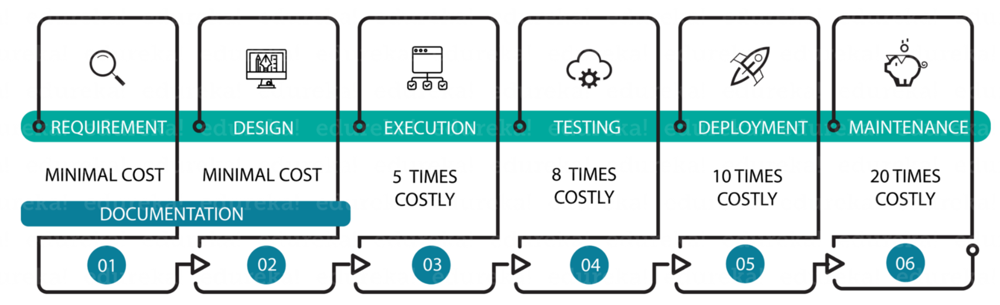 REQUIREMENT
DESIGN
EXECUTION
TESTING
DEPLOYMENT
MAINTENANCE
MINIMAL COST
MINIMAL COST
5 TIMES
COSTLY
8 TIMES
COSTLY
10 TIMES
COSTLY
20 TIMES
COSTLY
DOCUMENTATION
01
02
03
04
05
06
edureka!